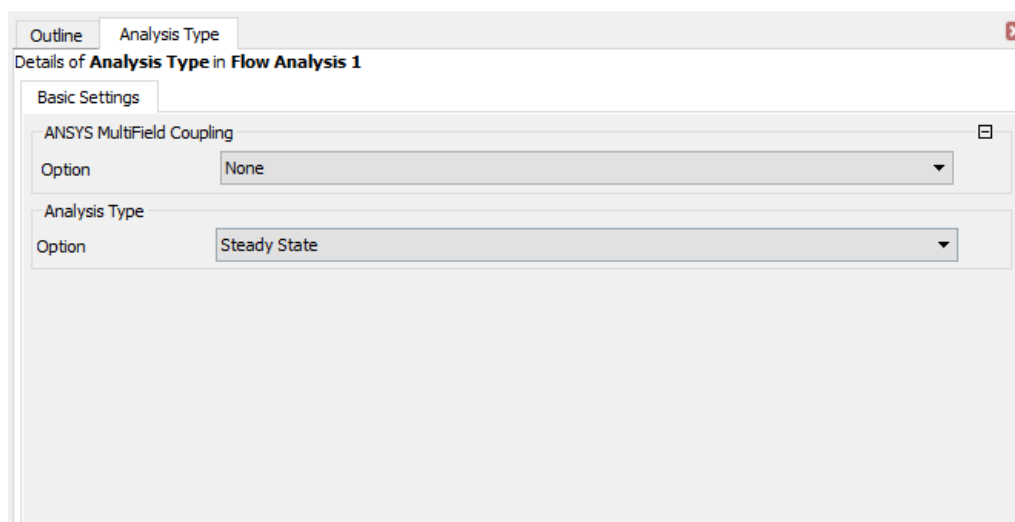 Outline Analysis Type
Details of Analysis Type in Flow Analysis 1
Basic Settings
ANSYS MultiField Coupling
Option None
Analysis Type
Option Steady State